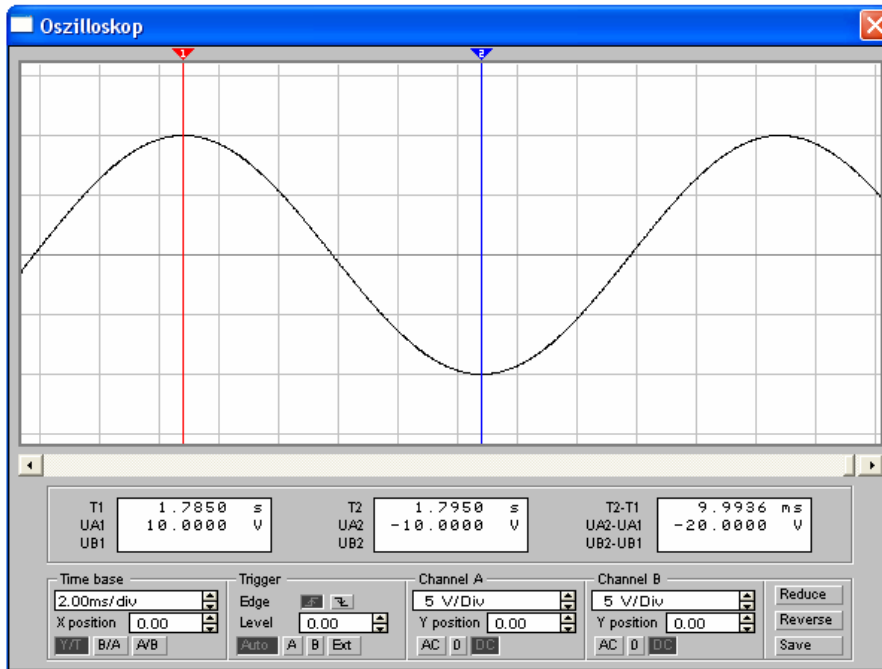 Oszilloskop
1 2
T1 1.7850 s T2 1.7950 s T2-T1 9.9936 ms
UA1 10.0000 V UA2 -10.0000 V UA2-UA1 -20.0000 V
UB1 UB2 UB2-UB1
Time base Trigger Channel A Channel B
2.00ms/div Edge 5 V/Div 5 V/Div Reduce
X position 0.00 Level 0.00 Y position 0.00 Y position 0.00 Reverse
Y/T B/A A/B Auto A B Ext AC 0 DC AC 0 DC Save